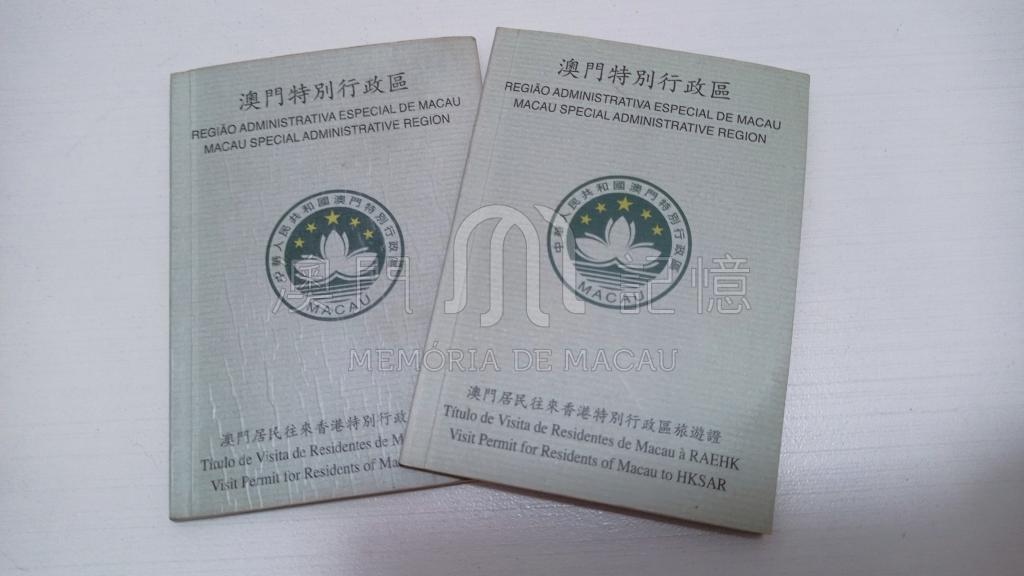 澳門特別行政區
REGIÃO ADMINISTRATIVA ESPECIAL DE MACAU
MACAU SPECIAL ADMINISTRATIVE REGION
中華人民共和國澳門特別行政區
MACAU
澳門居民往來香港特別行政
Título de Visita de Residentes de M
Visit Permit for Residents of Mac
澳門特別行政區
REGIÃO ADMINISTRATIVA ESPECIAL DE MACAU
MACAU SPECIAL ADMINISTRATIVE REGION
中華人民共和國澳門特別行政區
MACAU
澳門居民往來香港特別行政區旅遊證
Título de Visita de Residentes de Macau à RAEHK
Visit Permit for Residents of Macau to HKSAR
澳門記憶
MEMÓRIA DE MACAU